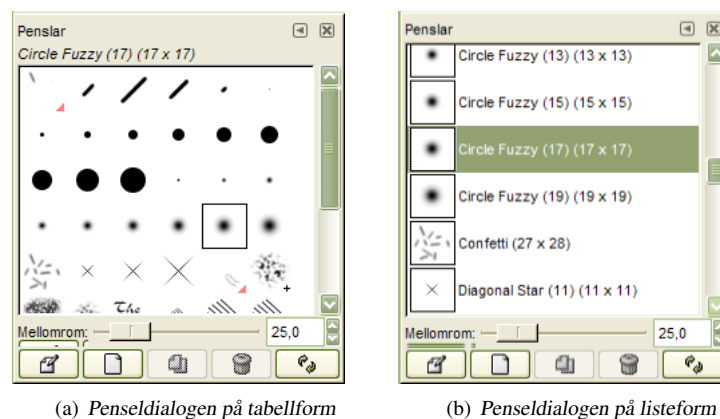 Penslar
Circle Fuzzy (17) (17 x 17)
The
Mellomrom:
25,0
(a) Penseldialogen på tabellform
Penslar
Circle Fuzzy (13) (13 x 13)
Circle Fuzzy (15) (15 x 15)
Circle Fuzzy (17) (17 x 17)
Circle Fuzzy (19) (19 x 19)
Confetti (27 x 28)
Diagonal Star (11) (11 x 11)
Mellomrom:
25,0
(b) Penseldialogen på listeform